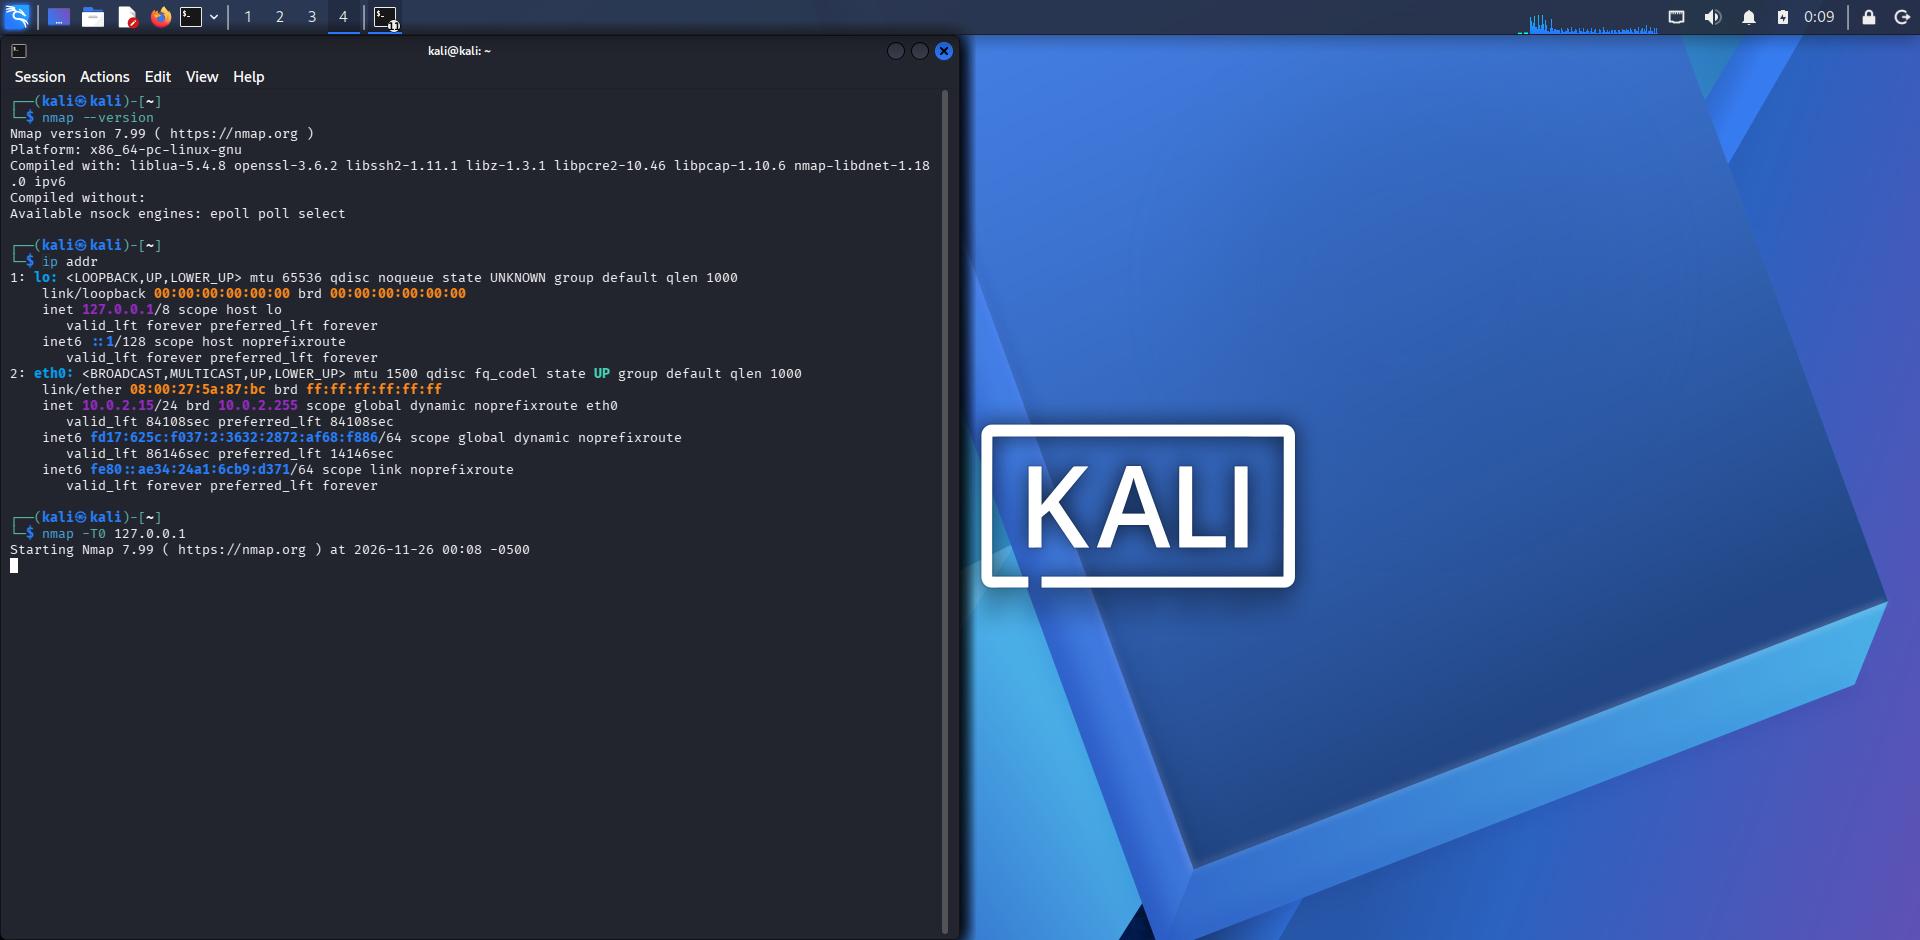 1 2 3 4 11 0:09
kali@kali: ~
Session Actions Edit View Help
┌──(kali㉿kali)-[~]
└─$ nmap --version
Nmap version 7.99 ( https://nmap.org )
Platform: x86_64-pc-linux-gnu
Compiled with: liblua-5.4.8 openssl-3.6.2 libssh2-1.11.1 libz-1.3.1 libpcre2-10.46 libpcap-1.10.6 nmap-libdnet-1.18
.0 ipv6
Compiled without:
Available nsock engines: epoll poll select
┌──(kali㉿kali)-[~]
└─$ ip addr
1: lo: <LOOPBACK,UP,LOWER_UP> mtu 65536 qdisc noqueue state UNKNOWN group default qlen 1000
link/loopback 00:00:00:00:00:00 brd 00:00:00:00:00:00
inet 127.0.0.1/8 scope host lo
valid_lft forever preferred_lft forever
inet6 ::1/128 scope host noprefixroute
valid_lft forever preferred_lft forever
2: eth0: <BROADCAST,MULTICAST,UP,LOWER_UP> mtu 1500 qdisc fq_codel state UP group default qlen 1000
link/ether 08:00:27:5a:87:bc brd ff:ff:ff:ff:ff:ff
inet 10.0.2.15/24 brd 10.0.2.255 scope global dynamic noprefixroute eth0
valid_lft 84108sec preferred_lft 84108sec
inet6 fd17:625c:f037:2:3632:2872:af68:f886/64 scope global dynamic noprefixroute
valid_lft 86146sec preferred_lft 14146sec
inet6 fe80::ae34:24a1:6cb9:d371/64 scope link noprefixroute
valid_lft forever preferred_lft forever
┌──(kali㉿kali)-[~]
└─$ nmap -T0 127.0.0.1
Starting Nmap 7.99 ( https://nmap.org ) at 2026-11-26 00:08 -0500
KALI